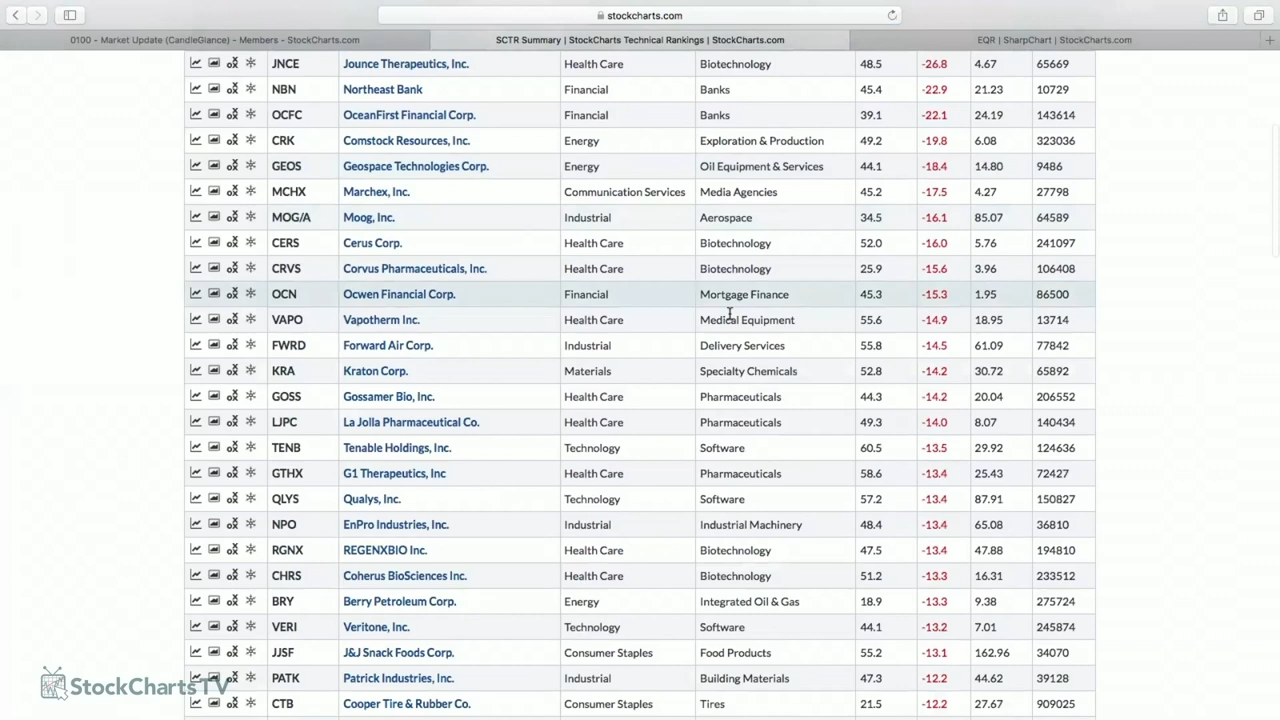 stockcharts.com
0100 - Market Update (CandleGlance) - Members - StockCharts.com SCTR Summary | StockCharts Technical Rankings | StockCharts.com EQR | SharpChart | StockCharts.com
JNCE Jounce Therapeutics, Inc. Health Care Biotechnology 48.5 -26.8 4.67 65669
NBN Northeast Bank Financial Banks 45.4 -22.9 21.23 10729
OCFC OceanFirst Financial Corp. Financial Banks 39.1 -22.1 24.19 143614
CRK Comstock Resources, Inc. Energy Exploration & Production 49.2 -19.8 6.08 323036
GEOS Geospace Technologies Corp. Energy Oil Equipment & Services 44.1 -18.4 14.80 9486
MCHX Marchex, Inc. Communication Services Media Agencies 45.2 -17.5 4.27 27798
MOG/A Moog, Inc. Industrial Aerospace 34.5 -16.1 85.07 64589
CERS Cerus Corp. Health Care Biotechnology 52.0 -16.0 5.76 241097
CRVS Corvus Pharmaceuticals, Inc. Health Care Biotechnology 25.9 -15.6 3.96 106408
OCN Ocwen Financial Corp. Financial Mortgage Finance 45.3 -15.3 1.95 86500
VAPO Vapotherm Inc. Health Care Medical Equipment 55.6 -14.9 18.95 13714
FWRD Forward Air Corp. Industrial Delivery Services 55.8 -14.5 61.09 77842
KRA Kraton Corp. Materials Specialty Chemicals 52.8 -14.2 30.72 65892
GOSS Gossamer Bio, Inc. Health Care Pharmaceuticals 44.3 -14.2 20.04 206552
LJPC La Jolla Pharmaceutical Co. Health Care Pharmaceuticals 49.3 -14.0 8.07 140434
TENB Tenable Holdings, Inc. Technology Software 60.5 -13.5 29.92 124636
GTHX G1 Therapeutics, Inc Health Care Pharmaceuticals 58.6 -13.4 25.43 72427
QLYS Qualys, Inc. Technology Software 57.2 -13.4 87.91 150827
NPO EnPro Industries, Inc. Industrial Industrial Machinery 48.4 -13.4 65.08 36810
RGNX REGENXBIO Inc. Health Care Biotechnology 47.5 -13.4 47.88 194810
CHRS Coherus BioSciences Inc. Health Care Biotechnology 51.2 -13.3 16.31 233512
BRY Berry Petroleum Corp. Energy Integrated Oil & Gas 18.9 -13.3 9.38 275724
VERI Veritone, Inc. Technology Software 44.1 -13.2 7.01 245874
JJSF J&J Snack Foods Corp. Consumer Staples Food Products 55.2 -13.1 162.96 34070
PATK Patrick Industries, Inc. Industrial Building Materials 47.3 -12.2 44.62 39128
CTB Cooper Tire & Rubber Co. Consumer Staples Tires 21.5 -12.2 27.67 909025
StockChartsTV